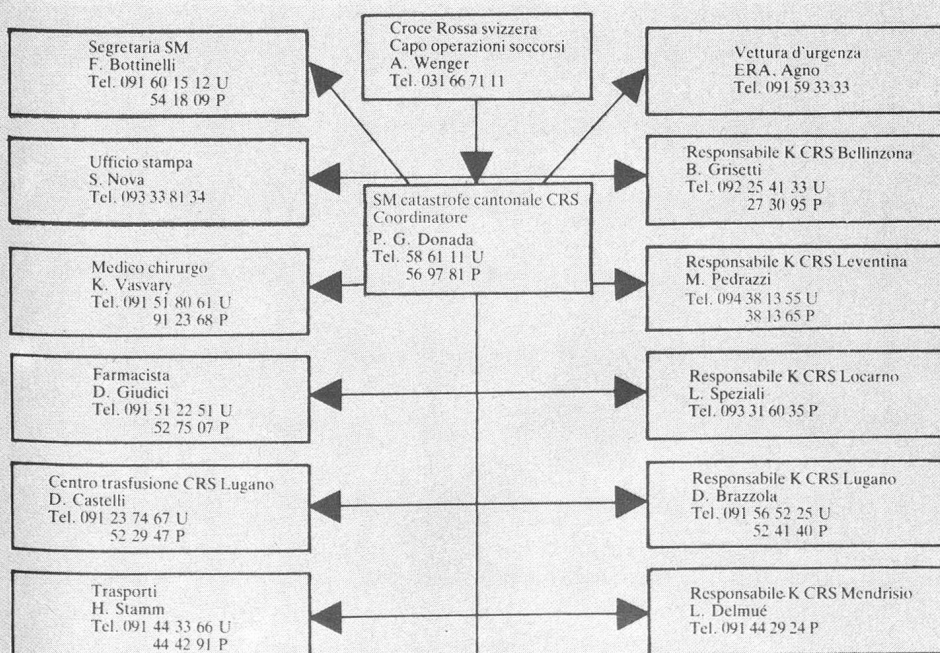 Segretaria SM
F. Bottinelli
Tel. 091 60 15 12 U
54 18 09 P
Croce Rossa svizzera
Capo operazioni soccorsi
A. Wenger
Tel. 031 66 71 11
Vettura d'urgenza
ERA, Agno
Tel. 091 59 33 33
Ufficio stampa
S. Nova
Tel. 093 33 81 34
SM catastrofe cantonale CRS
Coordinatore
P. G. Donada
Tel. 58 61 11 U
56 97 81 P
Responsabile K CRS Bellinzona
B. Grisetti
Tel. 092 25 41 33 U
27 30 95 P
Medico chirurgo
K. Vasvary
Tel. 091 51 80 61 U
91 23 68 P
Responsabile K CRS Leventina
M. Pedrazzi
Tel. 094 38 13 55 U
38 13 65 P
Farmacista
D. Giudici
Tel. 091 51 22 51 U
52 75 07 P
Responsabile K CRS Locarno
L. Speziali
Tel. 093 31 60 35 P
Centro trasfusione CRS Lugano
D. Castelli
Tel. 091 23 74 67 U
52 29 47 P
Responsabile K CRS Lugano
D. Brazzola
Tel. 091 56 52 25 U
52 41 40 P
Trasporti
H. Stamm
Tel. 091 44 33 66 U
44 42 91 P
Responsabile K CRS Mendrisio
L. Delmué
Tel. 091 44 29 24 P